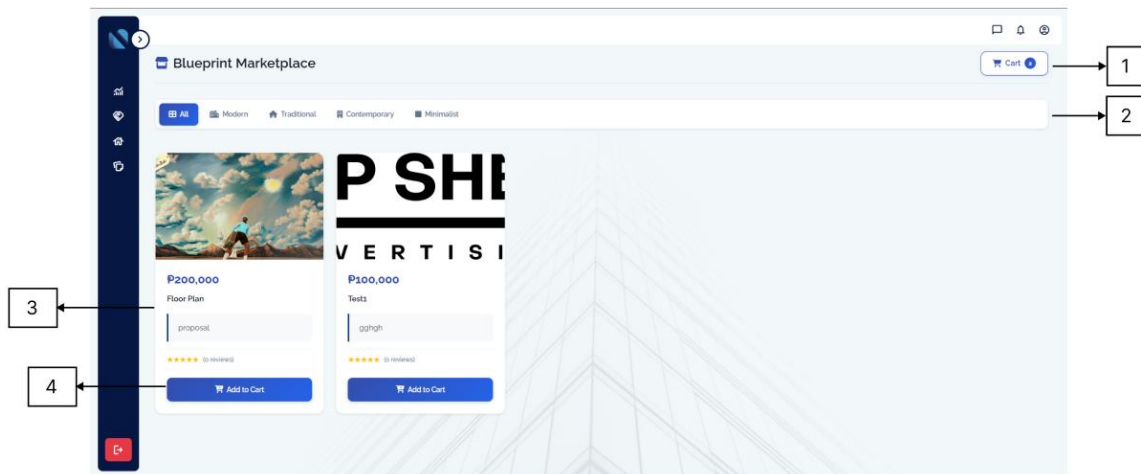 Blueprint Marketplace
Cart
1
All Modern Traditional Contemporary Minimalist
2
P SHE
VERTISI
₱200,000
₱100,000
Floor Plan
Test1
3
proposal
gghgh
(0 reviews)
(0 reviews)
4
Add to Cart
Add to Cart